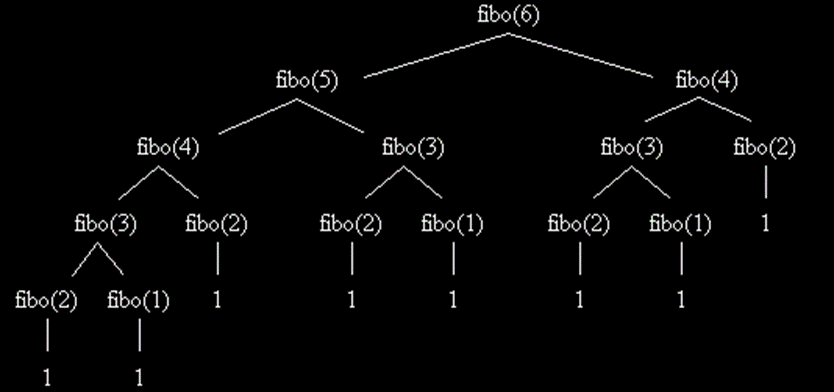 fibo(6)
fibo(5) fibo(4)
fibo(4) fibo(3) fibo(3) fibo(2)
fibo(3) fibo(2) fibo(2) fibo(1) fibo(2) fibo(1) 1
fibo(2) fibo(1) 1 1 1 1 1
1 1